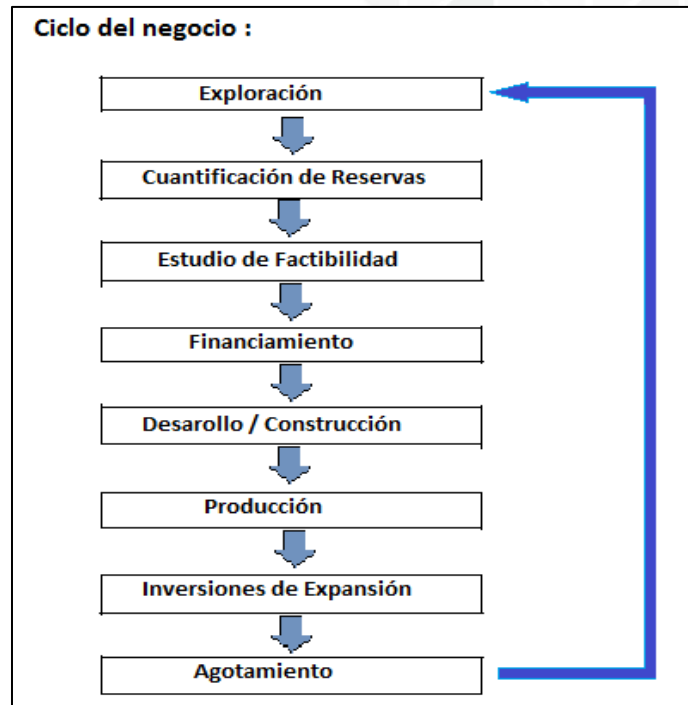 Ciclo del negocio :
Exploración
Cuantificación de Reservas
Estudio de Factibilidad
Financiamiento
Desarollo / Construcción
Producción
Inversiones de Expansión
Agotamiento